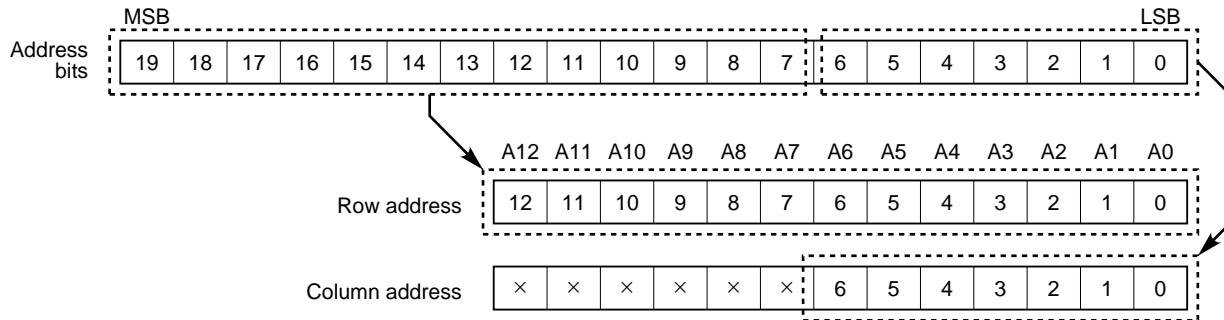 MSB LSB
Address bits 19 18 17 16 15 14 13 12 11 10 9 8 7 6 5 4 3 2 1 0
A12 A11 A10 A9 A8 A7 A6 A5 A4 A3 A2 A1 A0
Row address 12 11 10 9 8 7 6 5 4 3 2 1 0
Column address × × × × × × 6 5 4 3 2 1 0